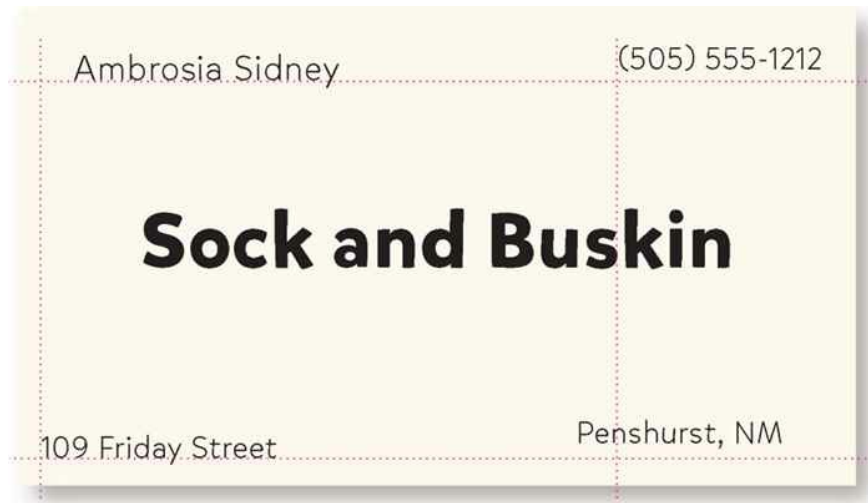 Ambrosia Sidney
(505) 555-1212
Sock and Buskin
109 Friday Street
Penshurst, NM